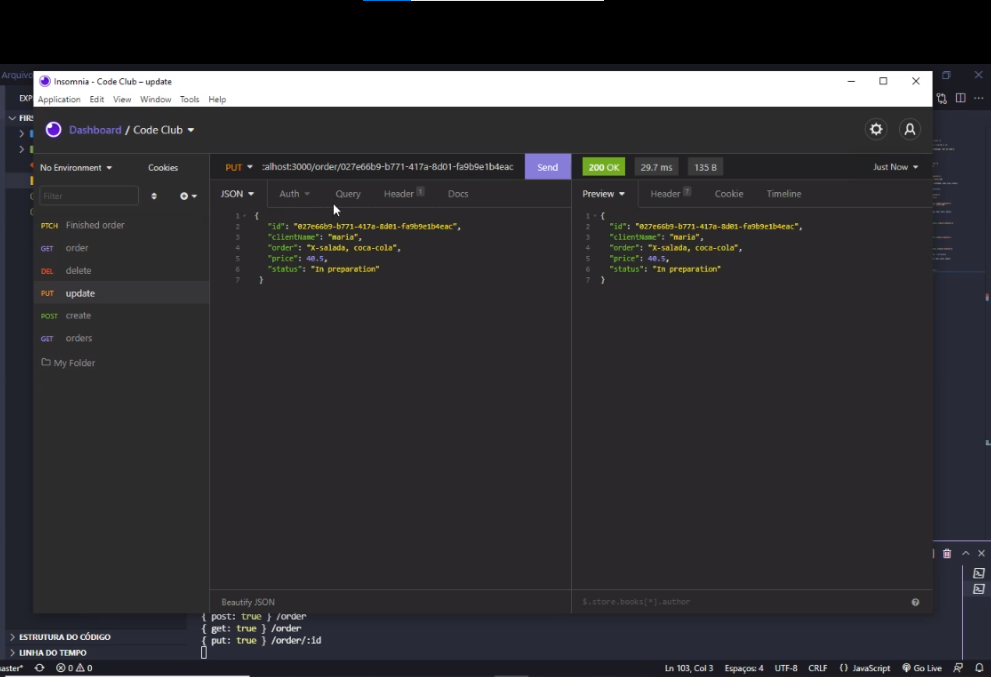 Arquivo
Insomnia - Code Club – update
EXP
Application Edit View Window Tools Help
FIRS
Dashboard / Code Club
No Environment
Cookies
PUT
:alhost:3000/order/027e66b9-b771-417a-8d01-fa9b9e1b4eac
Send
200 OK
29.7 ms
135 B
Just Now
Filter
JSON
Auth
Query
Header 1
Docs
Preview
Header 7
Cookie
Timeline
PTCH Finished order
GET order
DEL delete
PUT update
POST create
GET orders
My Folder
1 {
2 "id": "027e66b9-b771-417a-8d01-fa9b9e1b4eac",
3 "clientName": "maria",
4 "order": "X-salada, coca-cola",
5 "price": 40.5,
6 "status": "In preparation"
7 }
1 {
2 "id": "027e66b9-b771-417a-8d01-fa9b9e1b4eac",
3 "clientName": "maria",
4 "order": "X-salada, coca-cola",
5 "price": 40.5,
6 "status": "In preparation"
7 }
Beautify JSON
$.store.books[*].author
{ post: true } /order
{ get: true } /order
{ put: true } /order/:id
ESTRUTURA DO CÓDIGO
LINHA DO TEMPO
aster* 0 0
Ln 103, Col 3 Espaços: 4 UTF-8 CRLF {} JavaScript Go Live